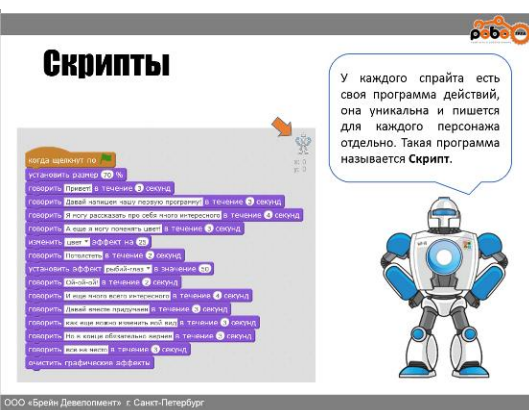 Скрипты
У каждого спрайта есть
своя программа действий,
она уникальна и пишется
для каждого персонажа
отдельно. Такая программа
называется Скрипт.
когда щелкнут по
установить размер 70 %
говорить Привет! в течение 3 секунд
говорить Давай напишем нашу первую программу! в течение 3 секунд
говорить Я могу рассказать про себя много интересного в течение 4 секунд
говорить А еще я могу поменять цвет! в течение 3 секунд
изменить цвет эффект на 25
говорить в течение 2 секунд
установить эффект рыбий-глаз в значение 50
говорить Ой-ой-ой! в течение 2 секунд
говорить И еще много всего интересного в течение 4 секунд
говорить Давай вместе придумаем в течение 3 секунд
говорить как еще можно изменить мой вид в течение 3 секунд
говорить Но в конце обязательно вернем в течение 3 секунд
говорить все на место в течение 3 секунд
очистить графические эффекты
ООО «Брейн Девелопмент» г. Санкт-Петербург